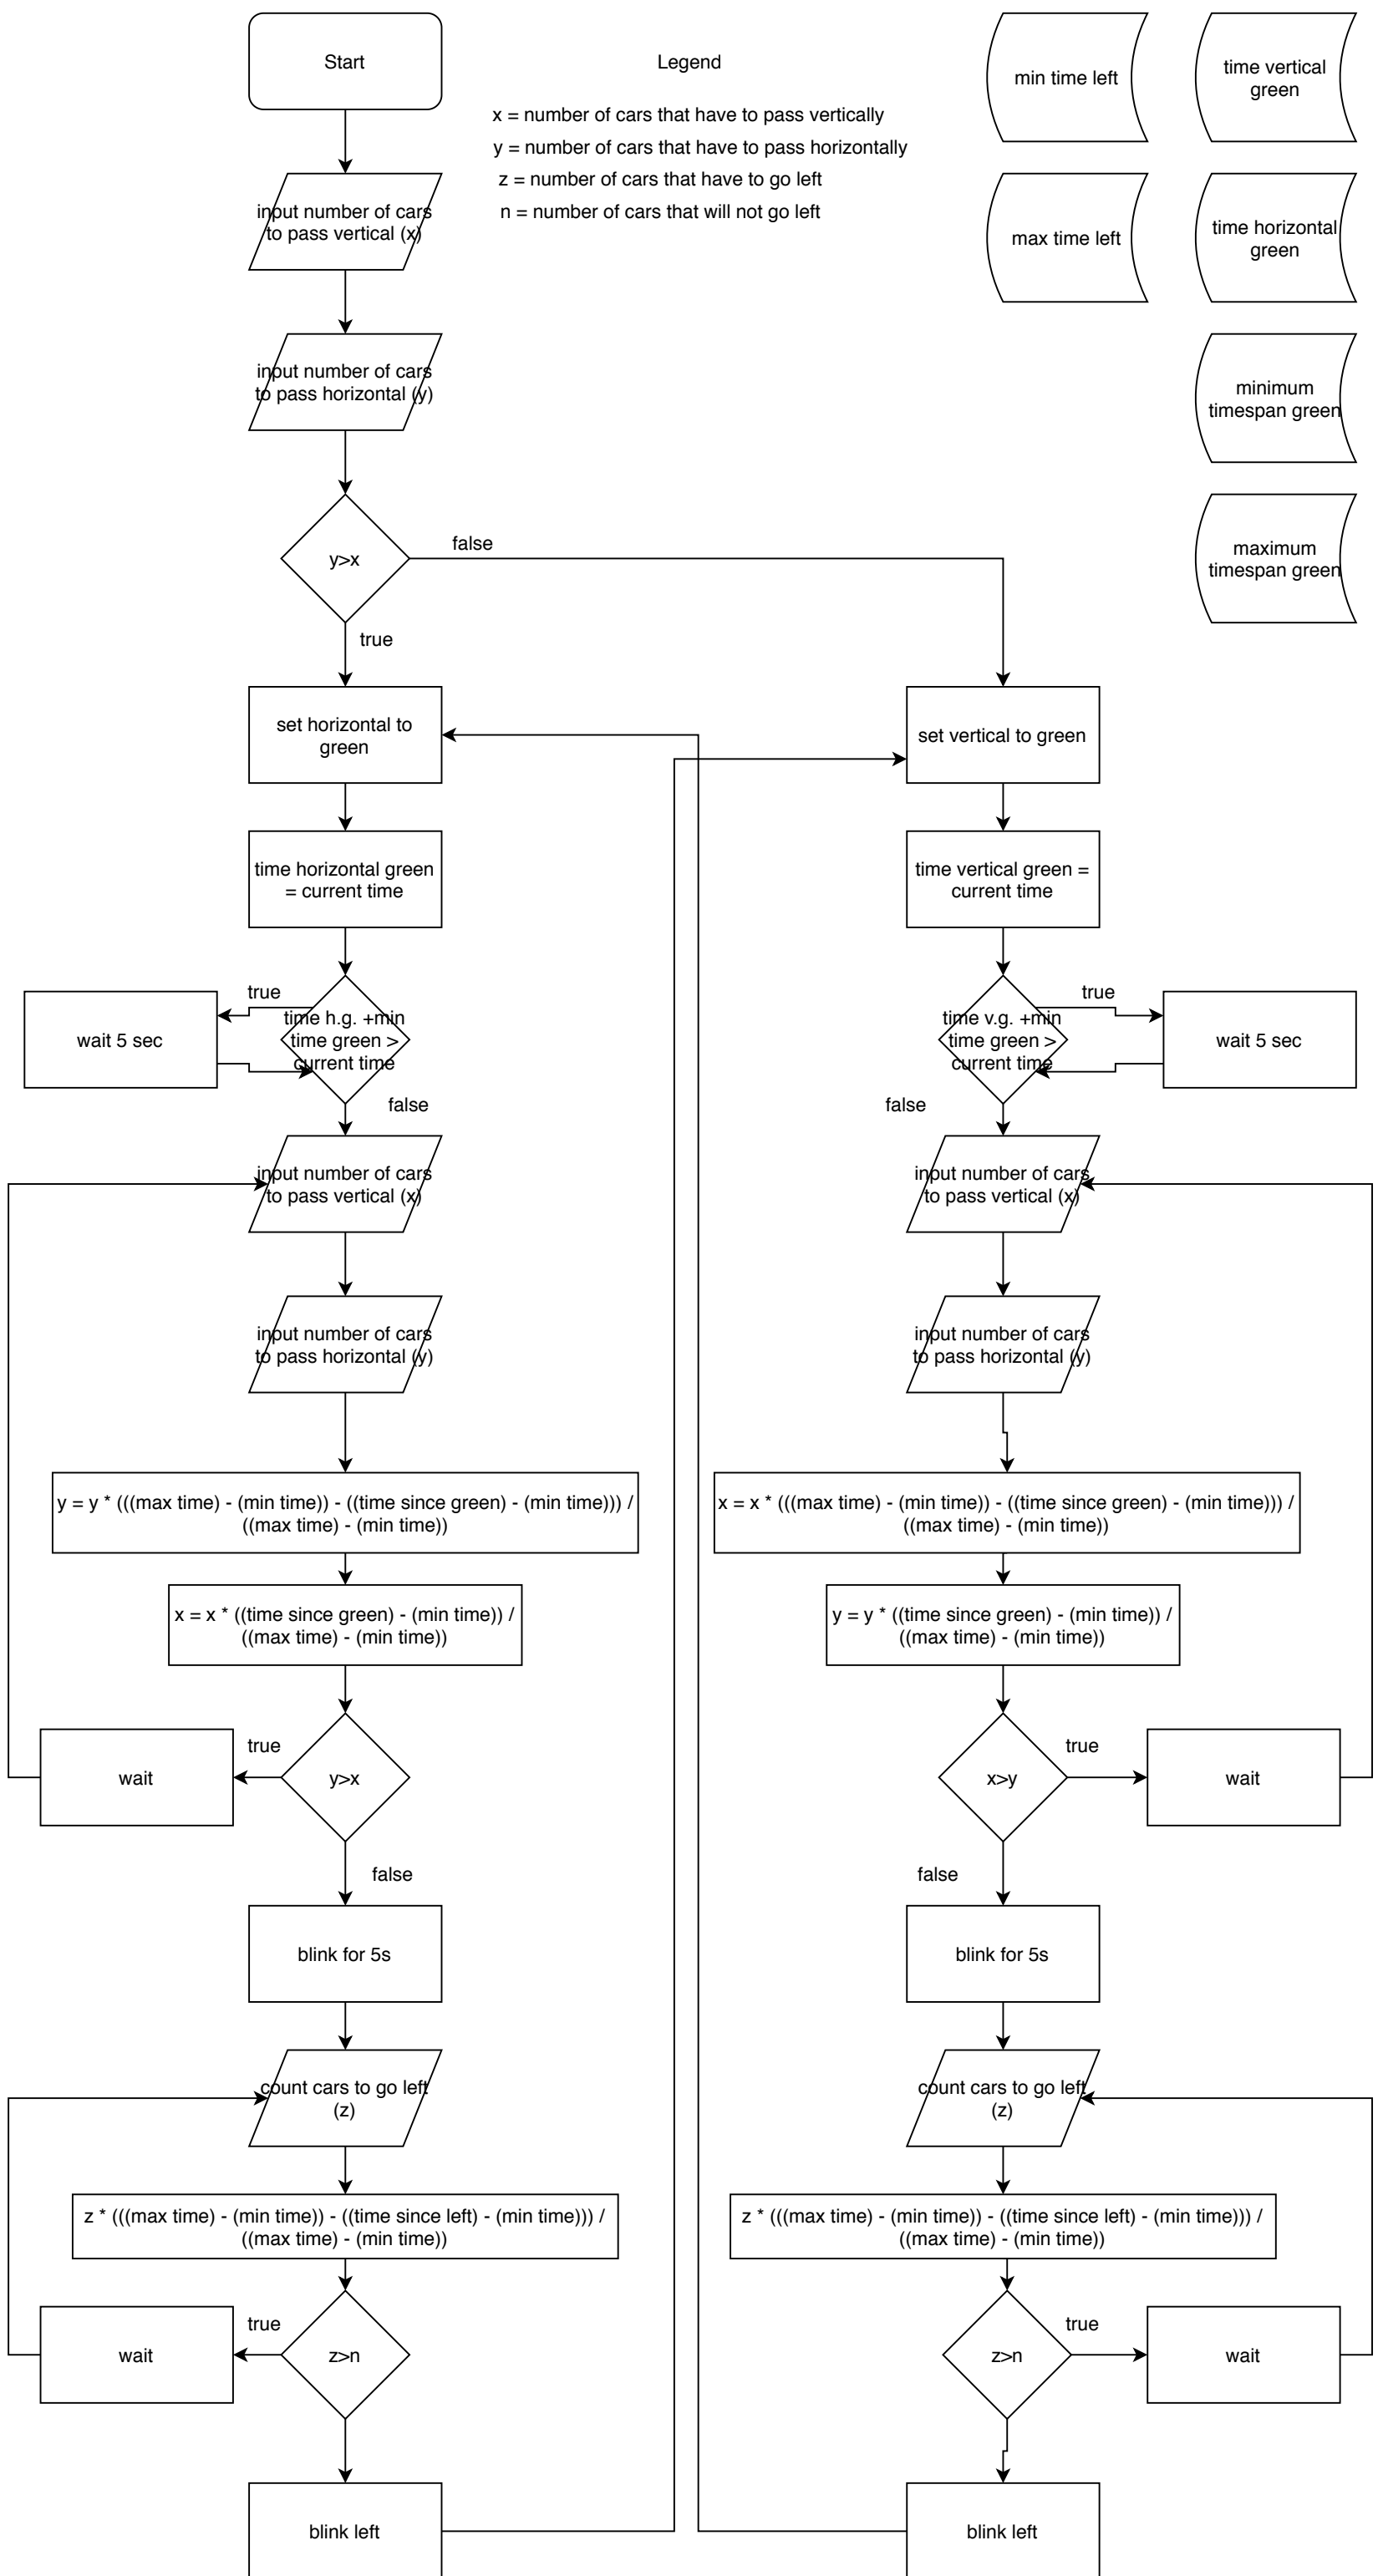 Start
Legend
x = number of cars that have to pass vertically
y = number of cars that have to pass horizontally
z = number of cars that have to go left
n = number of cars that will not go left
min time left
time vertical
green
max time left
time horizontal
green
minimum
timespan green
maximum
timespan green
input number of cars
to pass vertical (x)
input number of cars
to pass horizontal (y)
y>x
false
true
set horizontal to
green
set vertical to green
time horizontal green
= current time
time vertical green =
current time
true
wait 5 sec
time h.g. +min
time green >
current time
false
time v.g. +min
time green >
current time
true
wait 5 sec
false
input number of cars
to pass vertical (x)
input number of cars
to pass vertical (x)
input number of cars
to pass horizontal (y)
input number of cars
to pass horizontal (y)
y = y * (((max time) - (min time)) - ((time since green) - (min time))) /
((max time) - (min time))
x = x * (((max time) - (min time)) - ((time since green) - (min time))) /
((max time) - (min time))
x = x * ((time since green) - (min time)) /
((max time) - (min time))
y = y * ((time since green) - (min time)) /
((max time) - (min time))
wait
true
y>x
false
x>y
true
wait
false
blink for 5s
blink for 5s
count cars to go left
(z)
count cars to go left
(z)
z * (((max time) - (min time)) - ((time since left) - (min time))) /
((max time) - (min time))
z * (((max time) - (min time)) - ((time since left) - (min time))) /
((max time) - (min time))
wait
true
z>n
z>n
true
wait
blink left
blink left